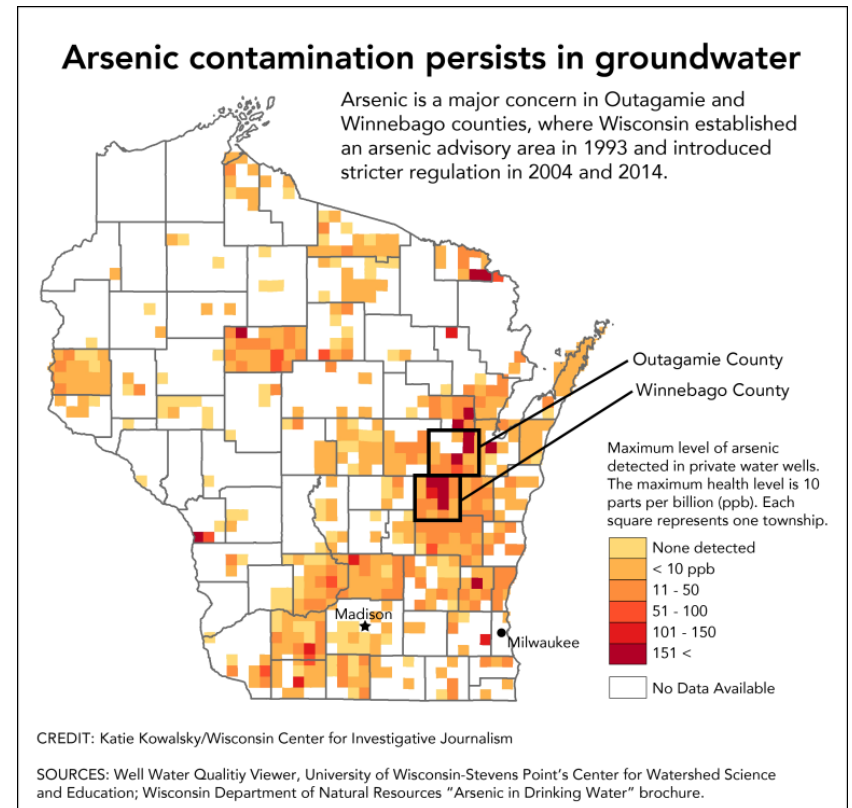 Arsenic contamination persists in groundwater
Arsenic is a major concern in Outagamie and
Winnebago counties, where Wisconsin established
an arsenic advisory area in 1993 and introduced
stricter regulation in 2004 and 2014.
Outagamie County
Winnebago County
Maximum level of arsenic
detected in private water wells.
The maximum health level is 10
parts per billion (ppb). Each
square represents one township.
None detected
< 10 ppb
11 - 50
51 - 100
101 - 150
151 <
No Data Available
Madison
Milwaukee
CREDIT: Katie Kowalsky/Wisconsin Center for Investigative Journalism
SOURCES: Well Water Qualitiy Viewer, University of Wisconsin-Stevens Point's Center for Watershed Science
and Education; Wisconsin Department of Natural Resources "Arsenic in Drinking Water" brochure.